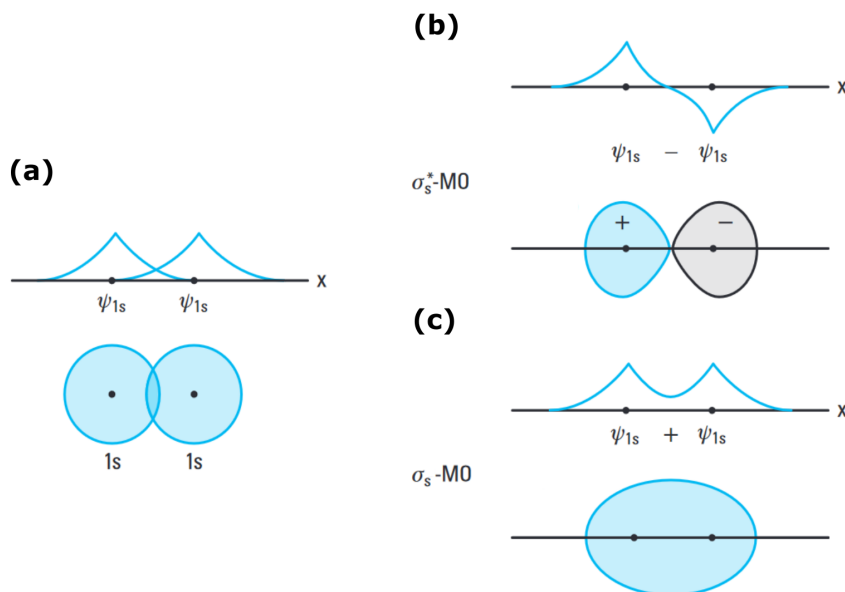 (a)
x
ψ1s ψ1s
1s 1s
(b)
x
ψ1s − ψ1s
σs*-MO
+ −
(c)
x
ψ1s + ψ1s
σs-MO